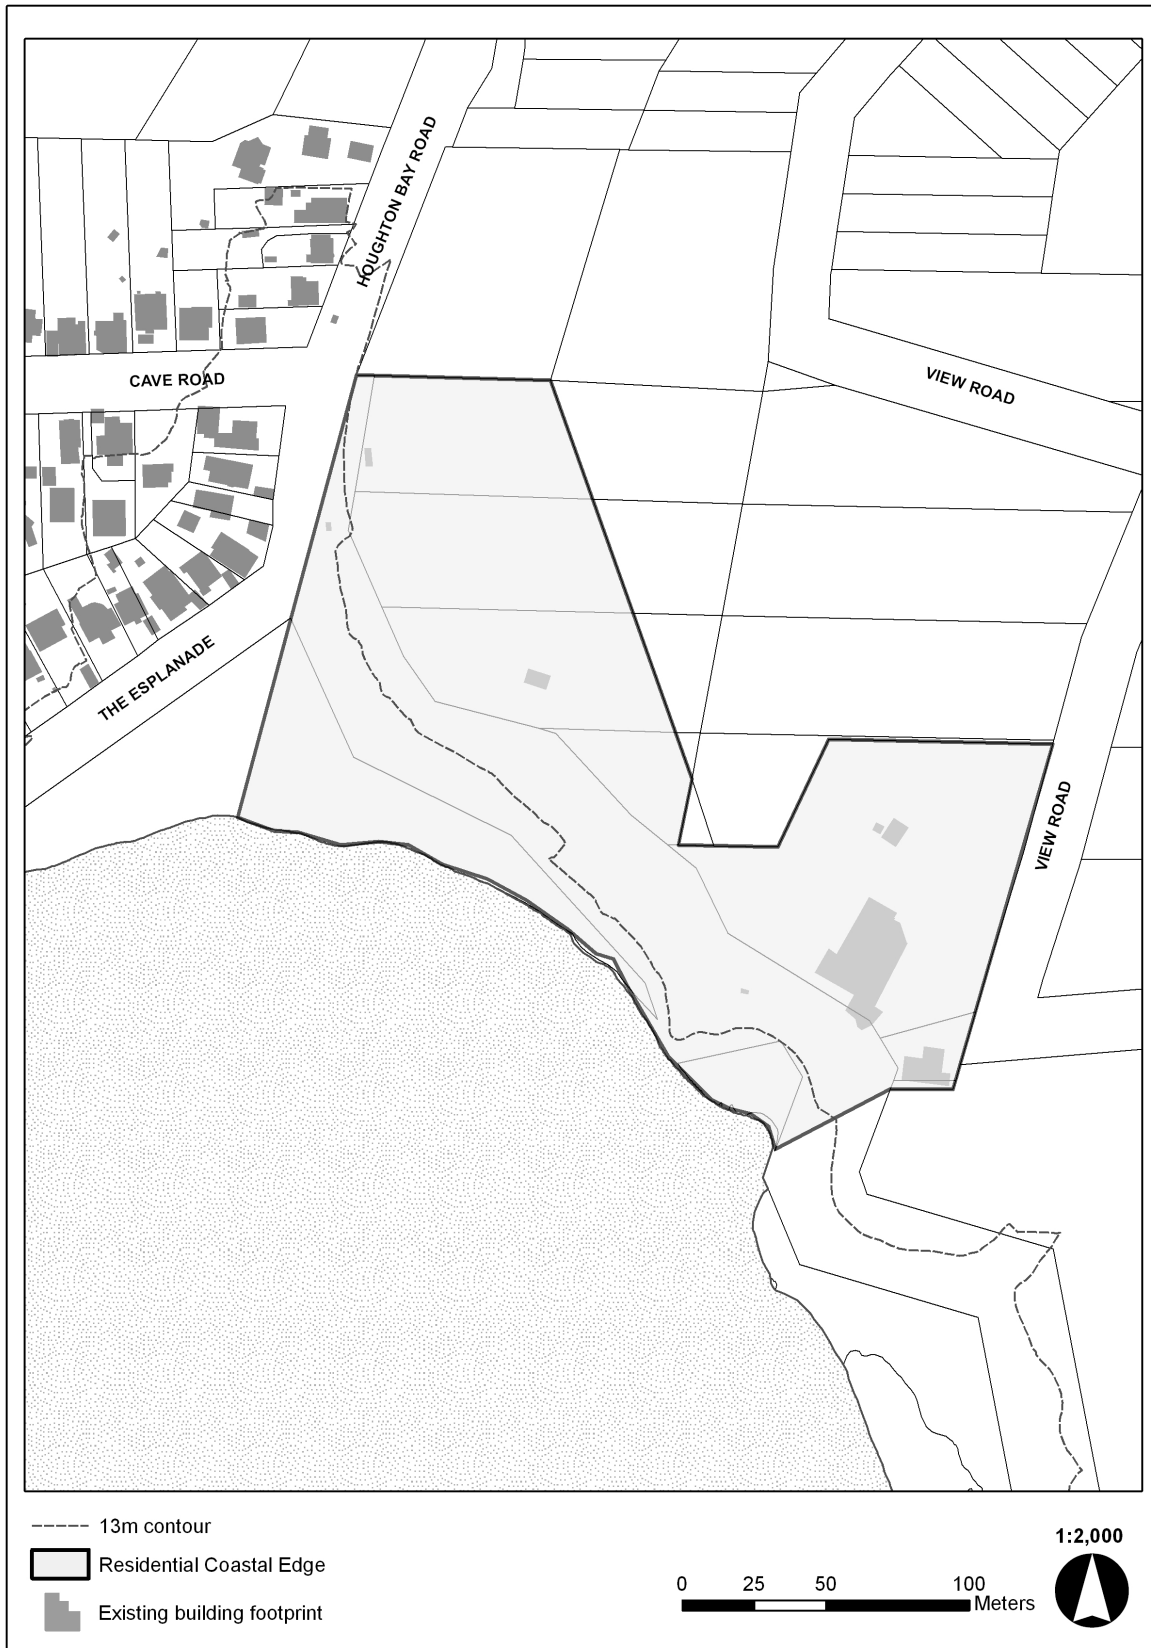 HOUGHTON BAY ROAD
CAVE ROAD
VIEW ROAD
THE ESPLANADE
VIEW ROAD
13m contour
Residential Coastal Edge
Existing building footprint
1:2,000
0 25 50 100
Meters